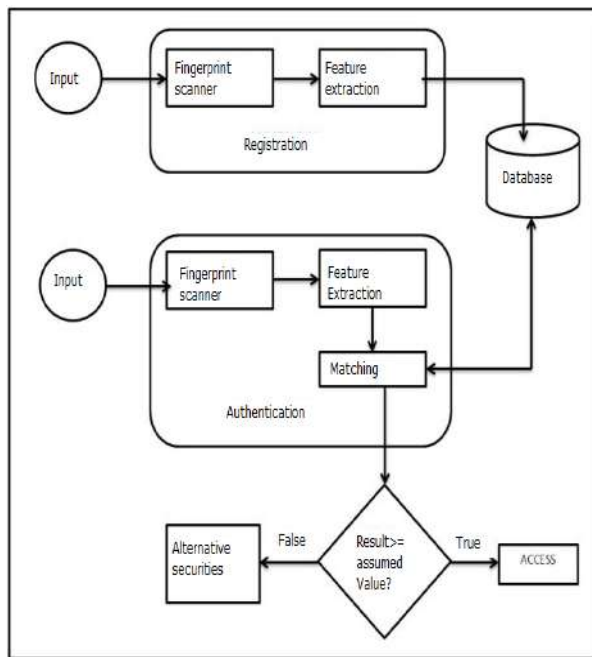 Input
Fingerprint
scanner
Feature
extraction
Registration
Database
Input
Fingerprint
scanner
Feature
Extraction
Matching
Authentication
Alternative
securities
False
Result>=
assumed
Value?
True
ACCESS